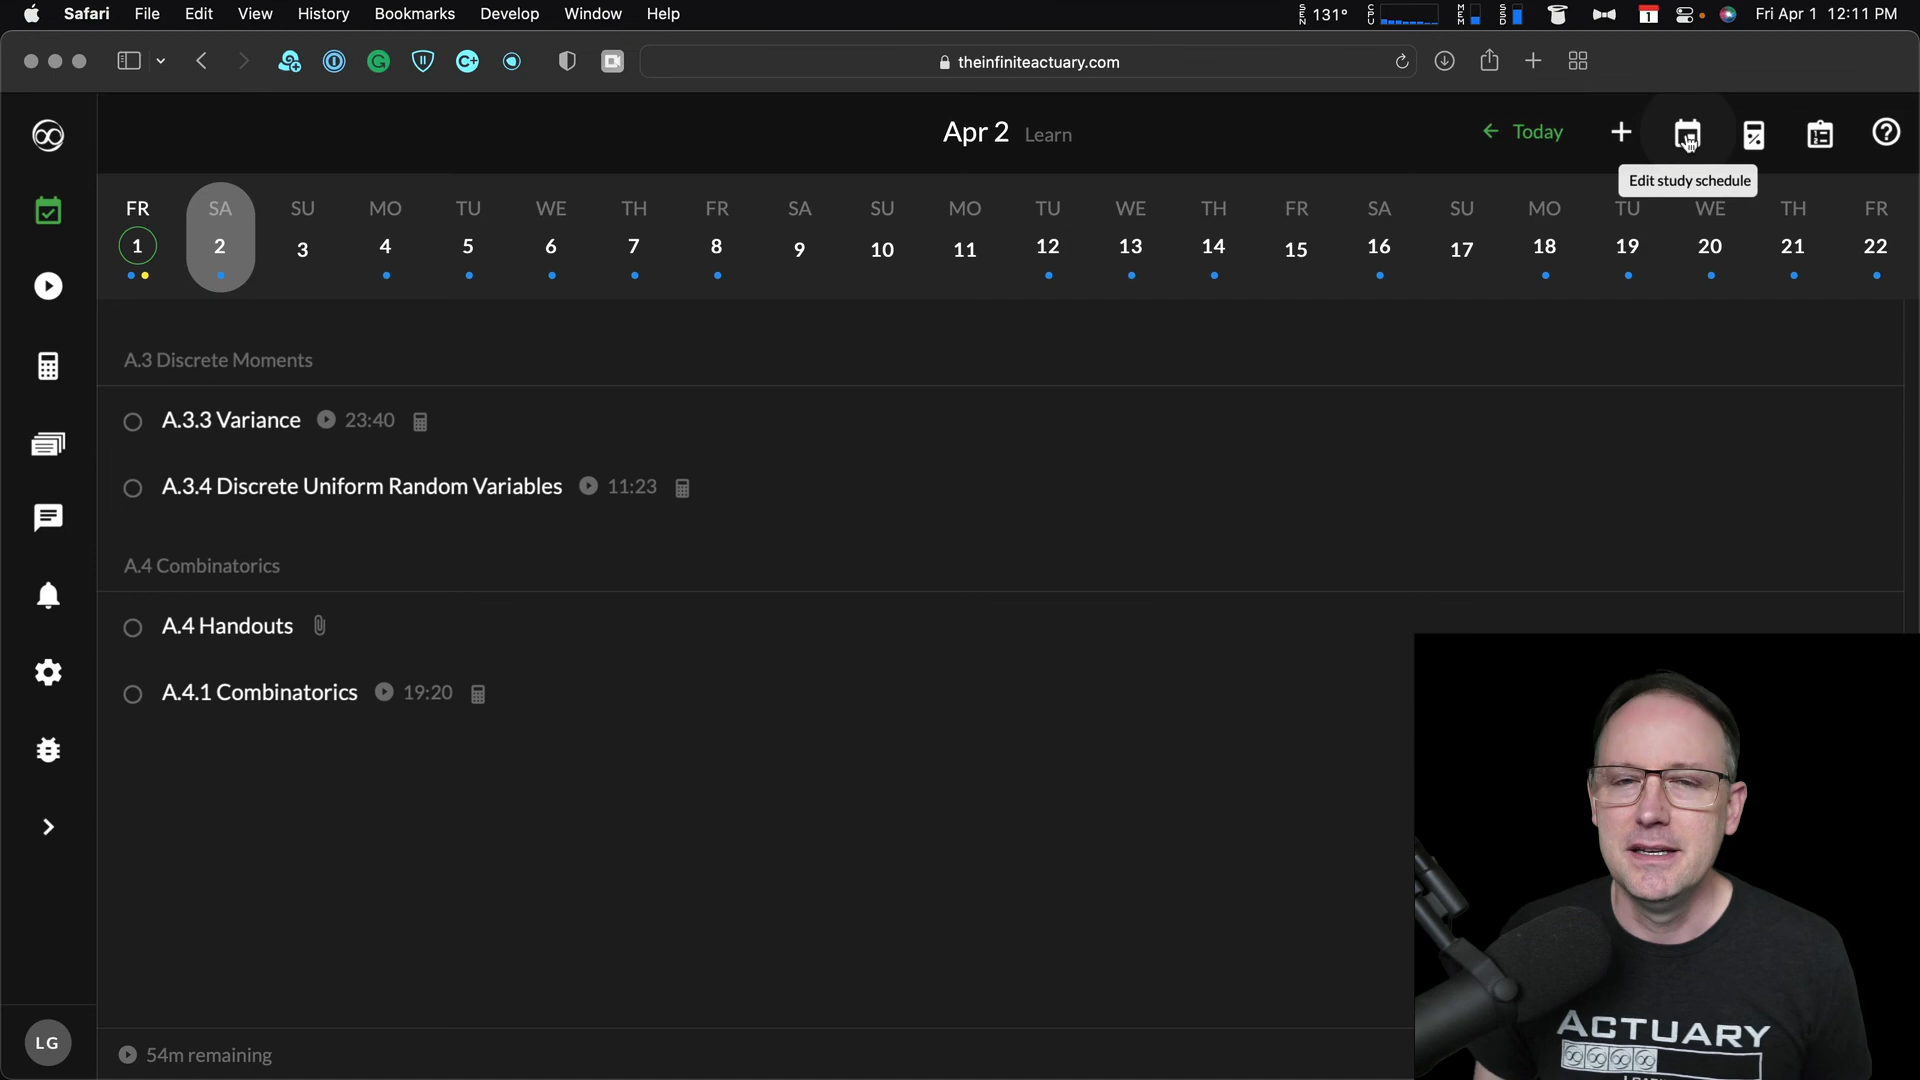 Safari File Edit View History Bookmarks Develop Window Help SEN 131° CPU MEM SSD 1 Fri Apr 1 12:11 PM
theinfiniteactuary.com
Apr 2 Learn Today
Edit study schedule
FR SA SU MO TU WE TH FR SA SU MO TU WE TH FR SA SU MO TU WE TH FR
1 2 3 4 5 6 7 8 9 10 11 12 13 14 15 16 17 18 19 20 21 22
A.3 Discrete Moments
A.3.3 Variance 23:40
A.3.4 Discrete Uniform Random Variables 11:23
A.4 Combinatorics
A.4 Handouts
A.4.1 Combinatorics 19:20
ACTUARY
LG 54m remaining